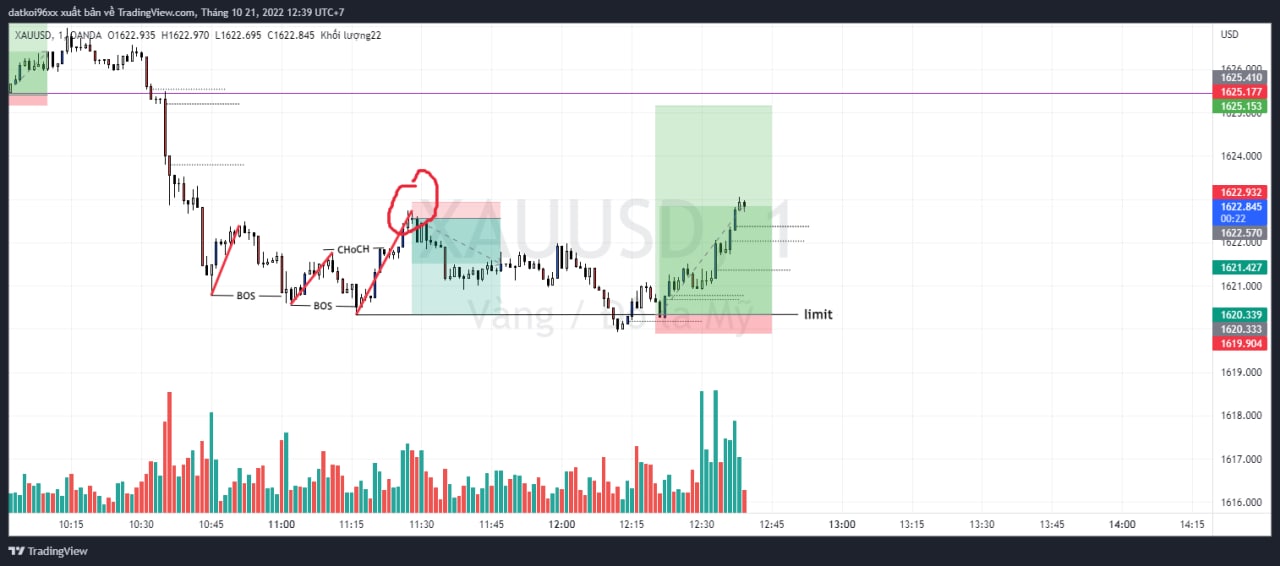 datkoi96xx xuất bản về TradingView.com, Tháng 10 21, 2022 12:39 UTC+7
XAUUSD, 1, OANDA O1622.935 H1622.970 L1622.695 C1622.845 Khối lượng22
USD
1626.000
1625.410
1625.177
1625.153
1625.000
1624.000
1622.932
1622.845
00:22
1622.570
1622.000
1621.427
1621.000
1620.339
1620.333
1619.904
1619.000
1618.000
1617.000
1616.000
XAUUSD, 1
Vàng / Đô la Mỹ
CHoCH
BOS
BOS
limit
10:15 10:30 10:45 11:00 11:15 11:30 11:45 12:00 12:15 12:30 12:45 13:00 13:15 13:30 13:45 14:00 14:15
TradingView